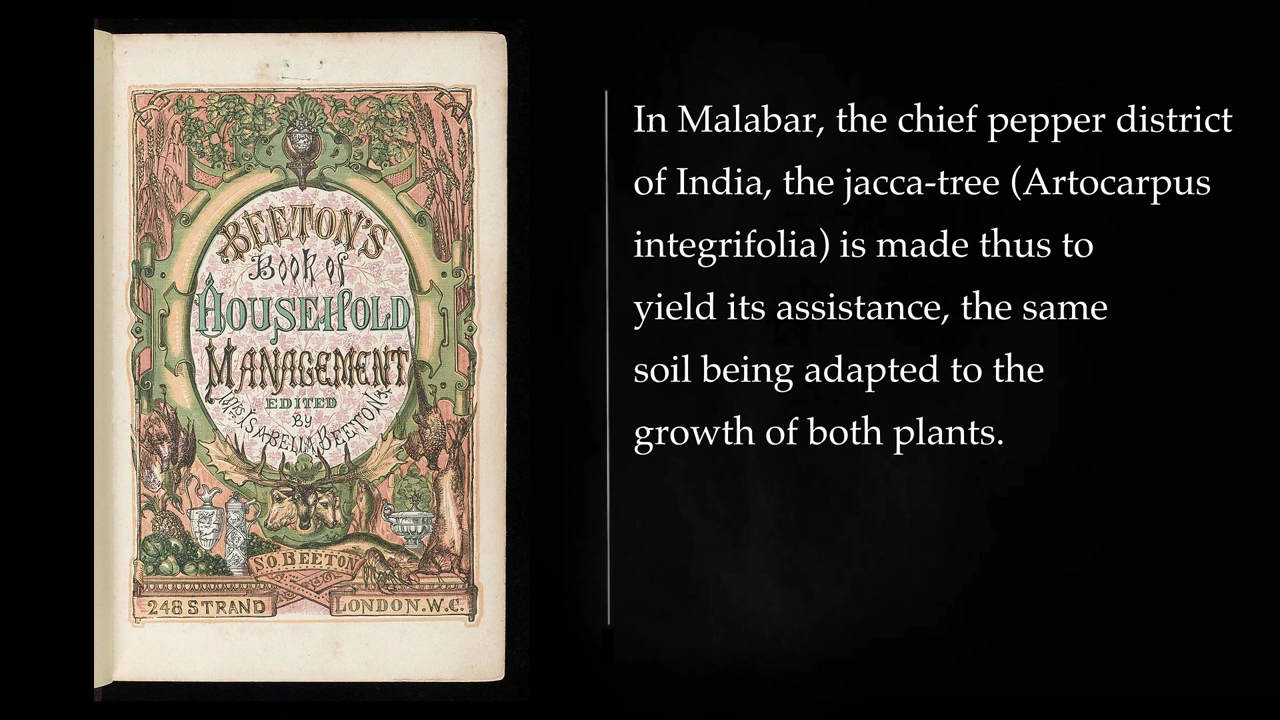 BEETON'S
Book of
HOUSEHOLD
MANAGEMENT
EDITED
BY
MRS ISABELLA BEETON
S.O. BEETON
248 STRAND
LONDON. W.C.
In Malabar, the chief pepper district
of India, the jacca-tree (Artocarpus
integrifolia) is made thus to
yield its assistance, the same
soil being adapted to the
growth of both plants.